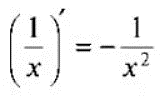 (1/x)′ = −1/x²